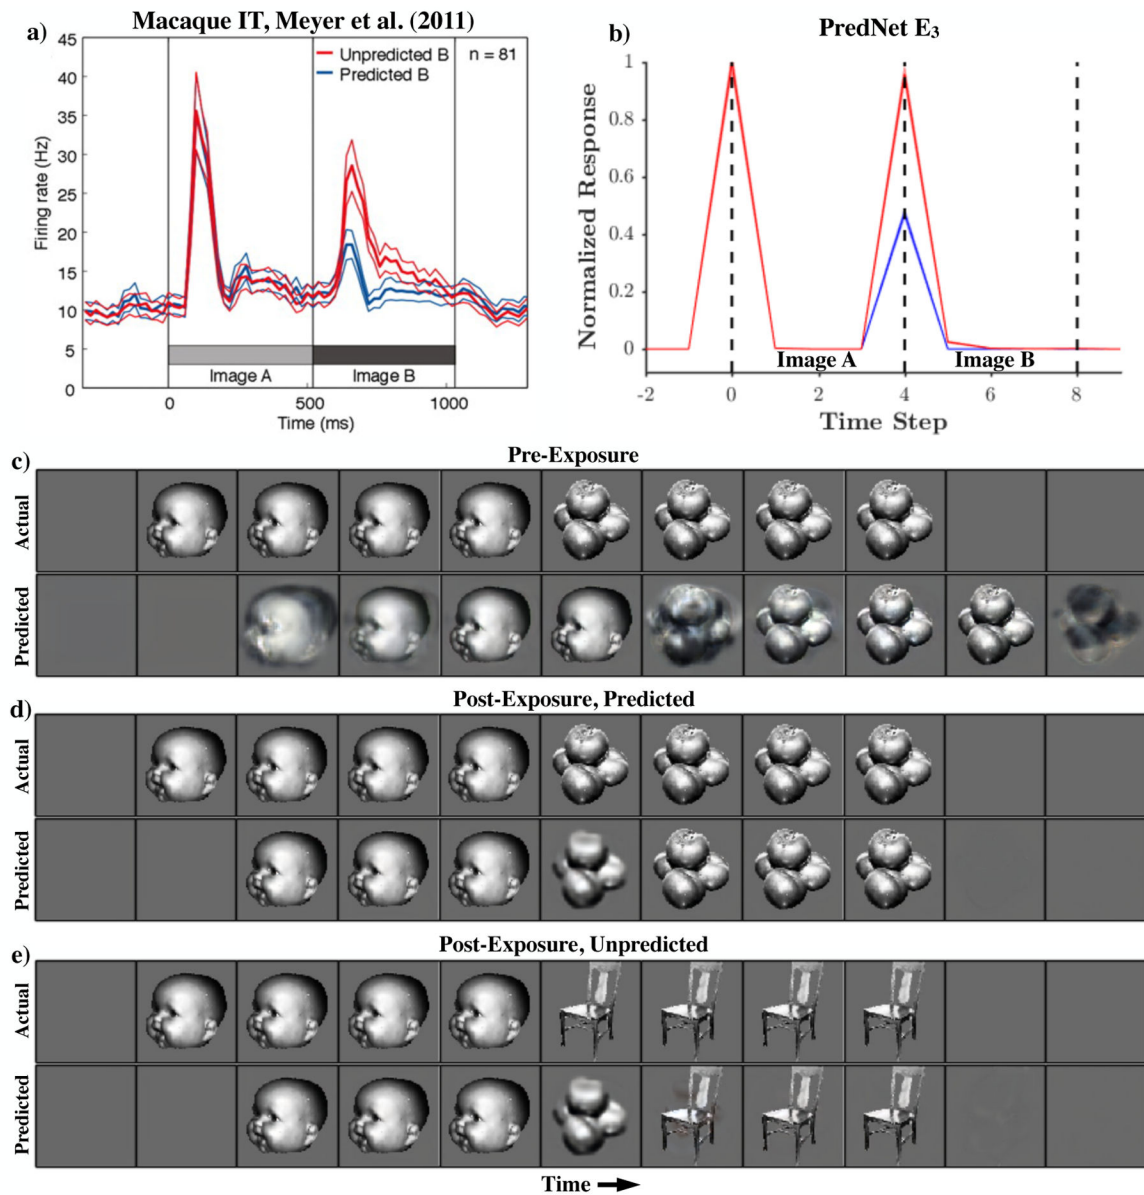 a)
Macaque IT, Meyer et al. (2011)
45
40
35
30
25
20
15
10
5
0
Firing rate (Hz)
Unpredicted B
Predicted B
n = 81
Image A
Image B
0
500
1000
Time (ms)
b)
PredNet E₃
1
0.8
0.6
0.4
0.2
0
Normalized Response
Image A
Image B
-2
0
2
4
6
8
Time Step
c)
Pre-Exposure
Actual
Predicted
d)
Post-Exposure, Predicted
Actual
Predicted
e)
Post-Exposure, Unpredicted
Actual
Predicted
Time